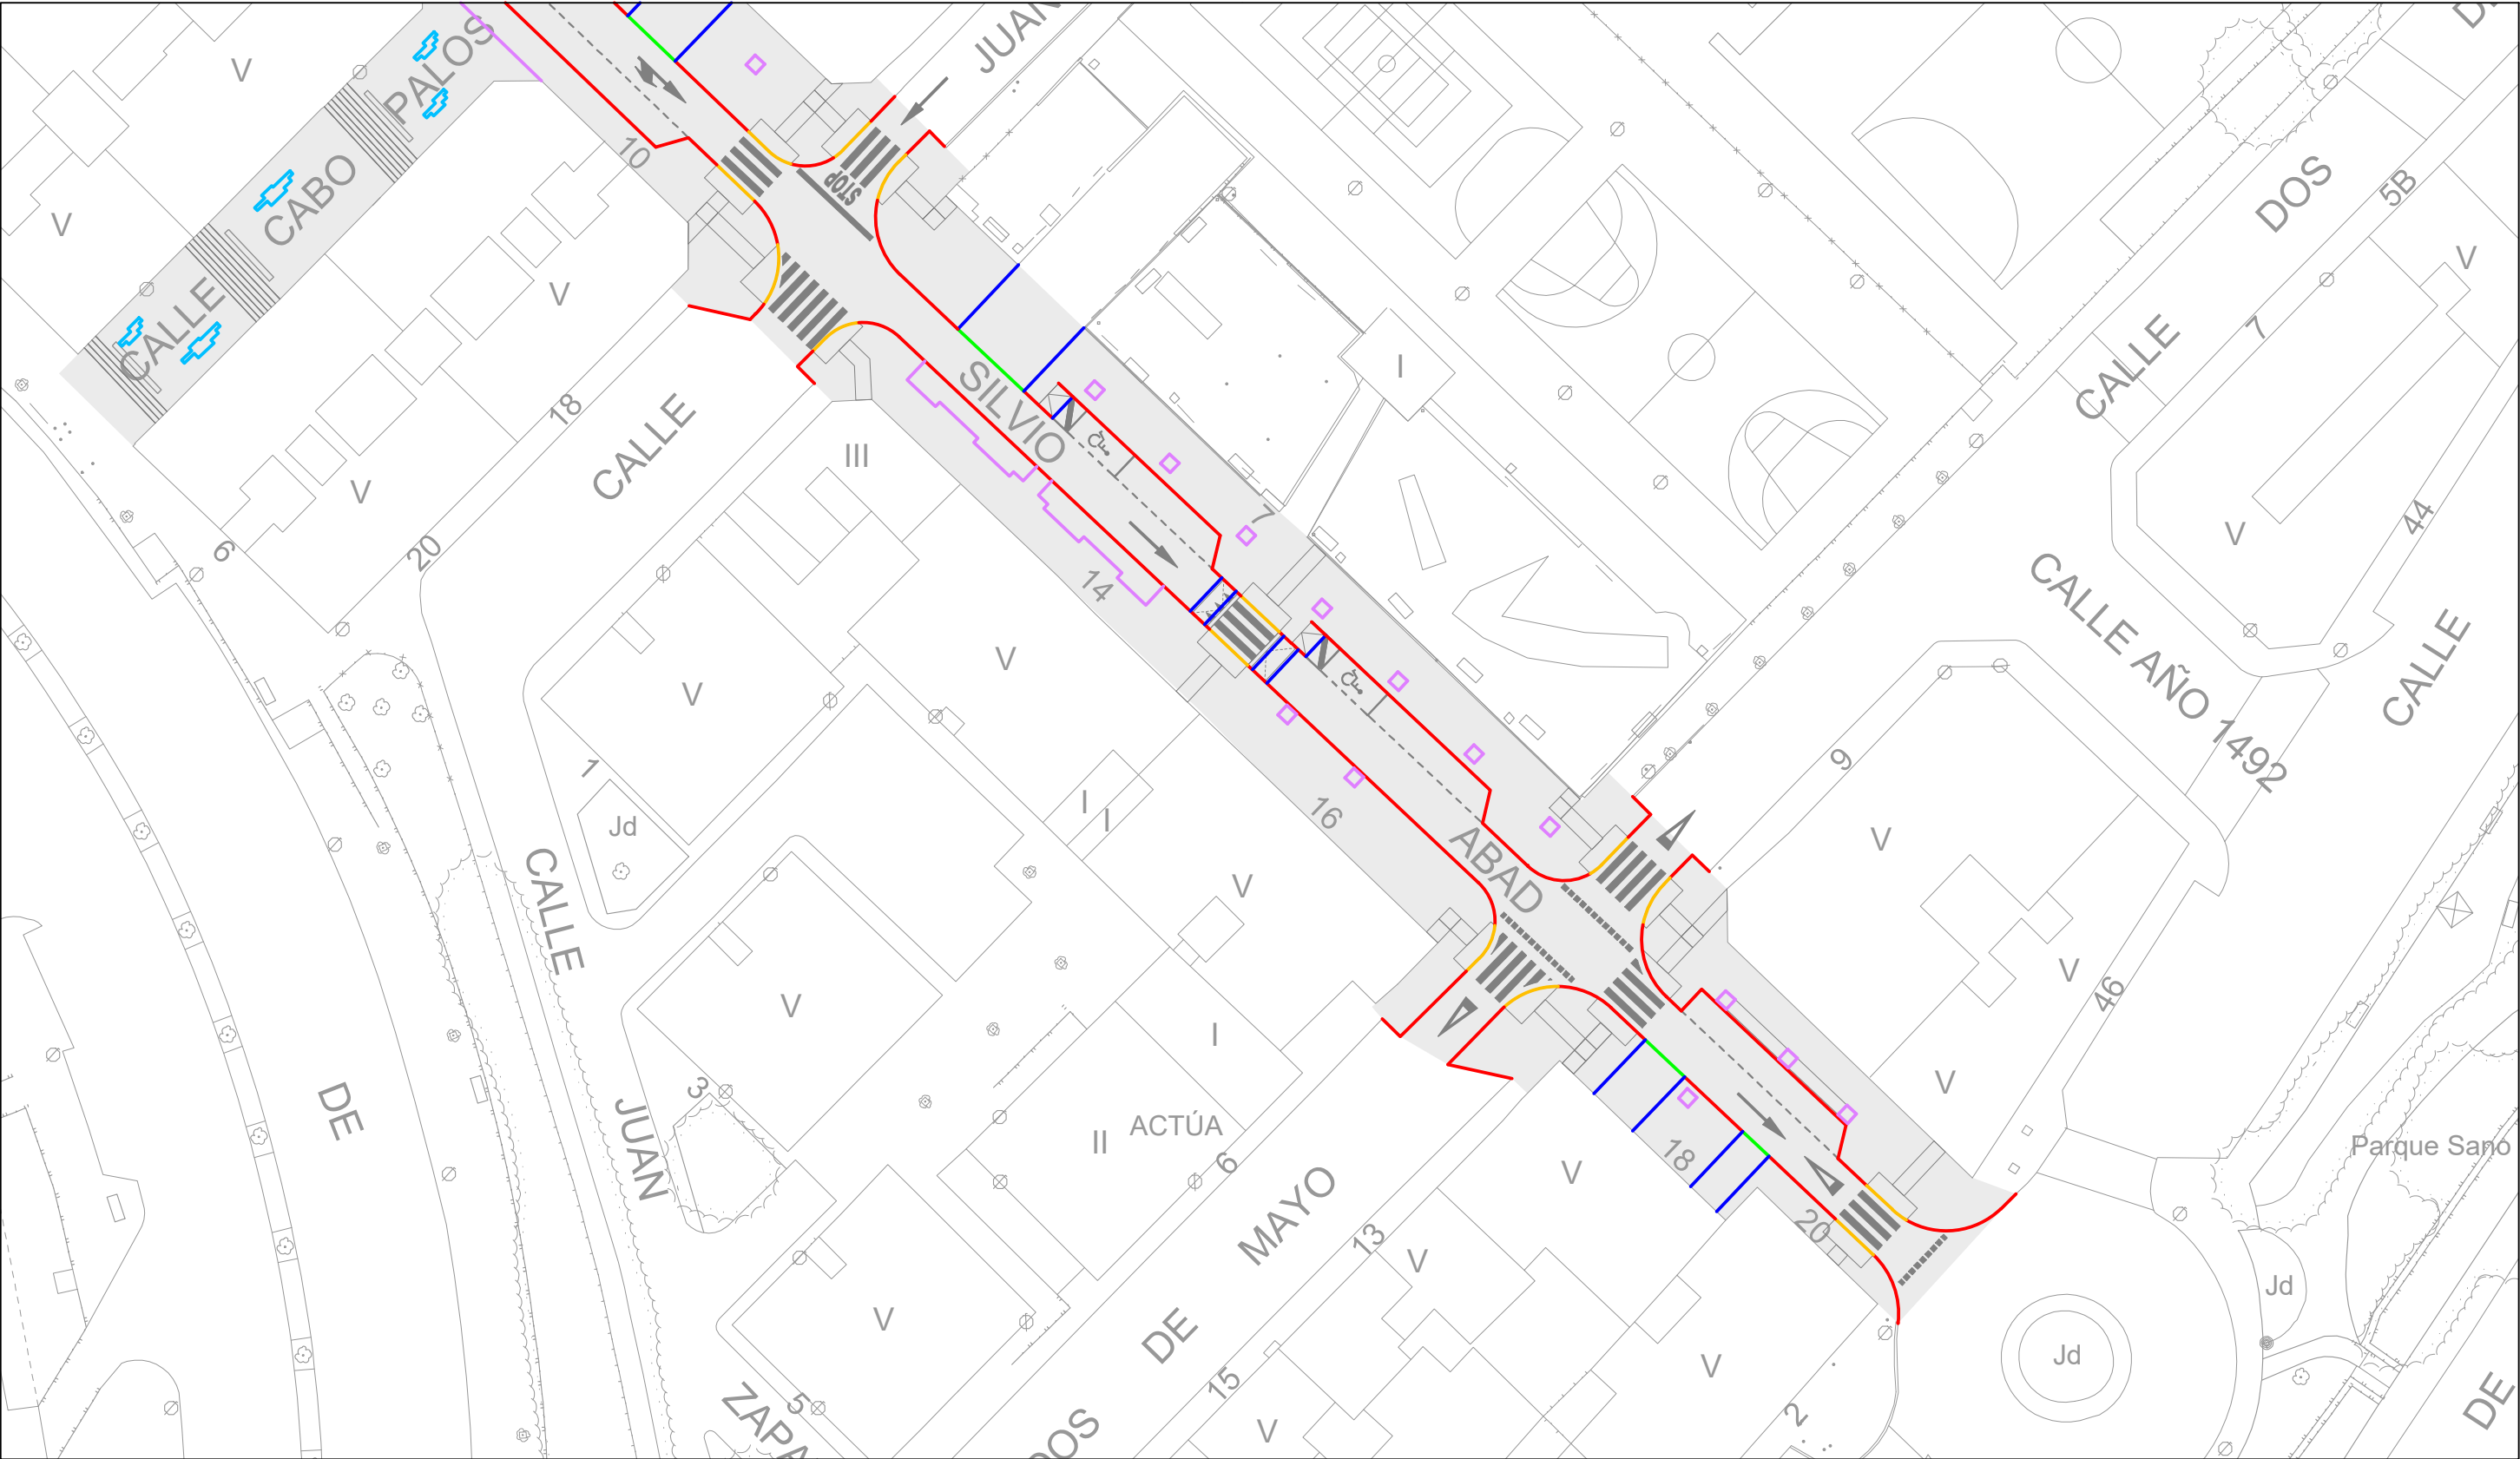 JUAN
V
PALOS
10
CABO
CALLE
V
V
18
CALLE
STOP
DOS
5B
V
CALLE
7
I
SILVIO
III
V
6
20
7
14
44
V
CALLE AÑO 1492
CALLE
V
V
1
Jd
I
I
16
9
V
V
ABAD
CALLE
V
46
V
I
V
DE
3
JUAN
II
ACTÚA
6
MAYO
V
18
Parque Sano
20
13
V
DE
V
15
Jd
Jd
V
2
5
ZAPA
DOS
V
DE